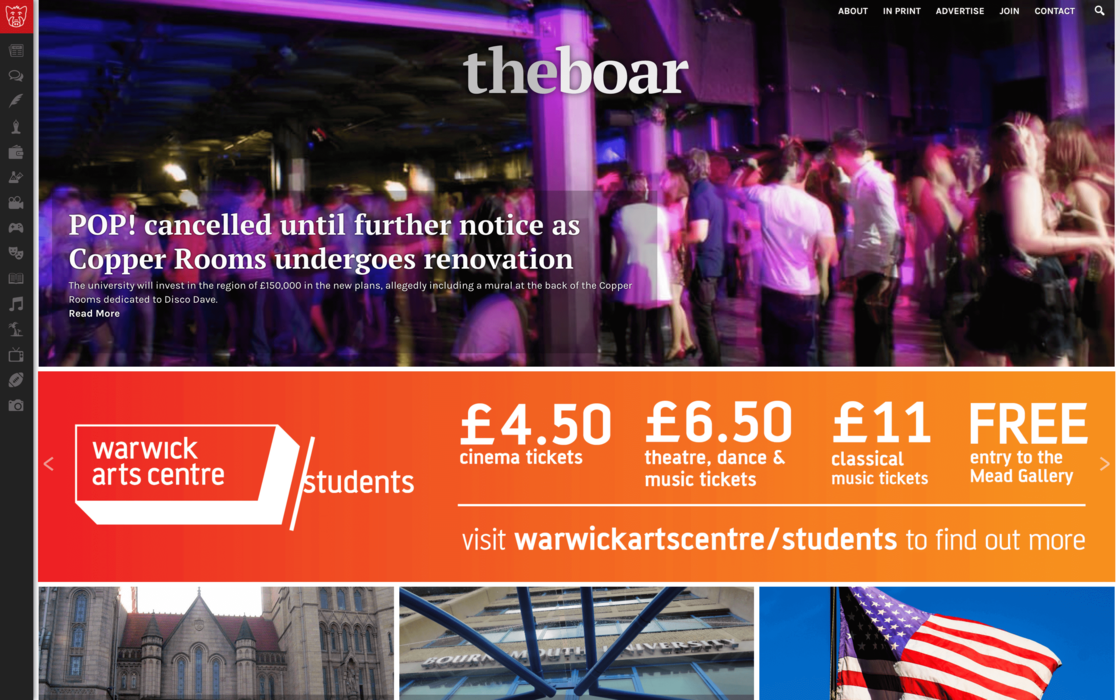 ABOUT IN PRINT ADVERTISE JOIN CONTACT
theboar
POP! cancelled until further notice as
Copper Rooms undergoes renovation
The university will invest in the region of £150,000 in the new plans, allegedly including a mural at the back of the Copper
Rooms dedicated to Disco Dave.
Read More
warwick
arts centre
/students
£4.50
cinema tickets
£6.50
theatre, dance &
music tickets
£11
classical
music tickets
FREE
entry to the
Mead Gallery
visit warwickartscentre/students to find out more
BOURNEMOUTH UNIVERSITY